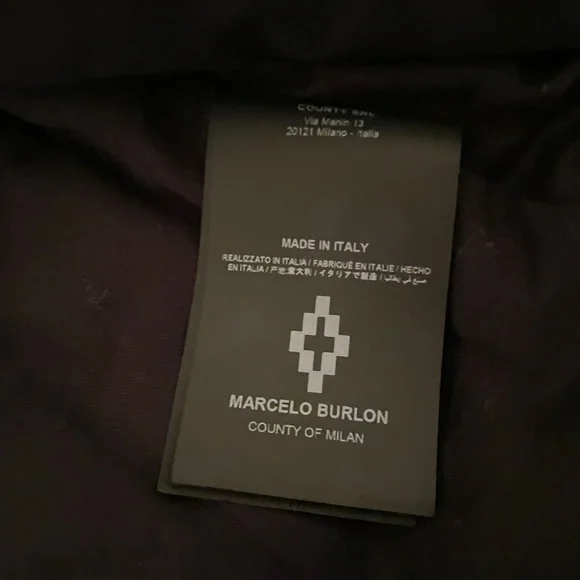 COUNTY SRL
Via Manin 13
20121 Milano - Italia
MADE IN ITALY
REALIZZATO IN ITALIA / FABRIQUÉ EN ITALIE / HECHO
EN ITALIA / 产地:意大利 / イタリアで製造 / صنع في إيطاليا
MARCELO BURLON
COUNTY OF MILAN